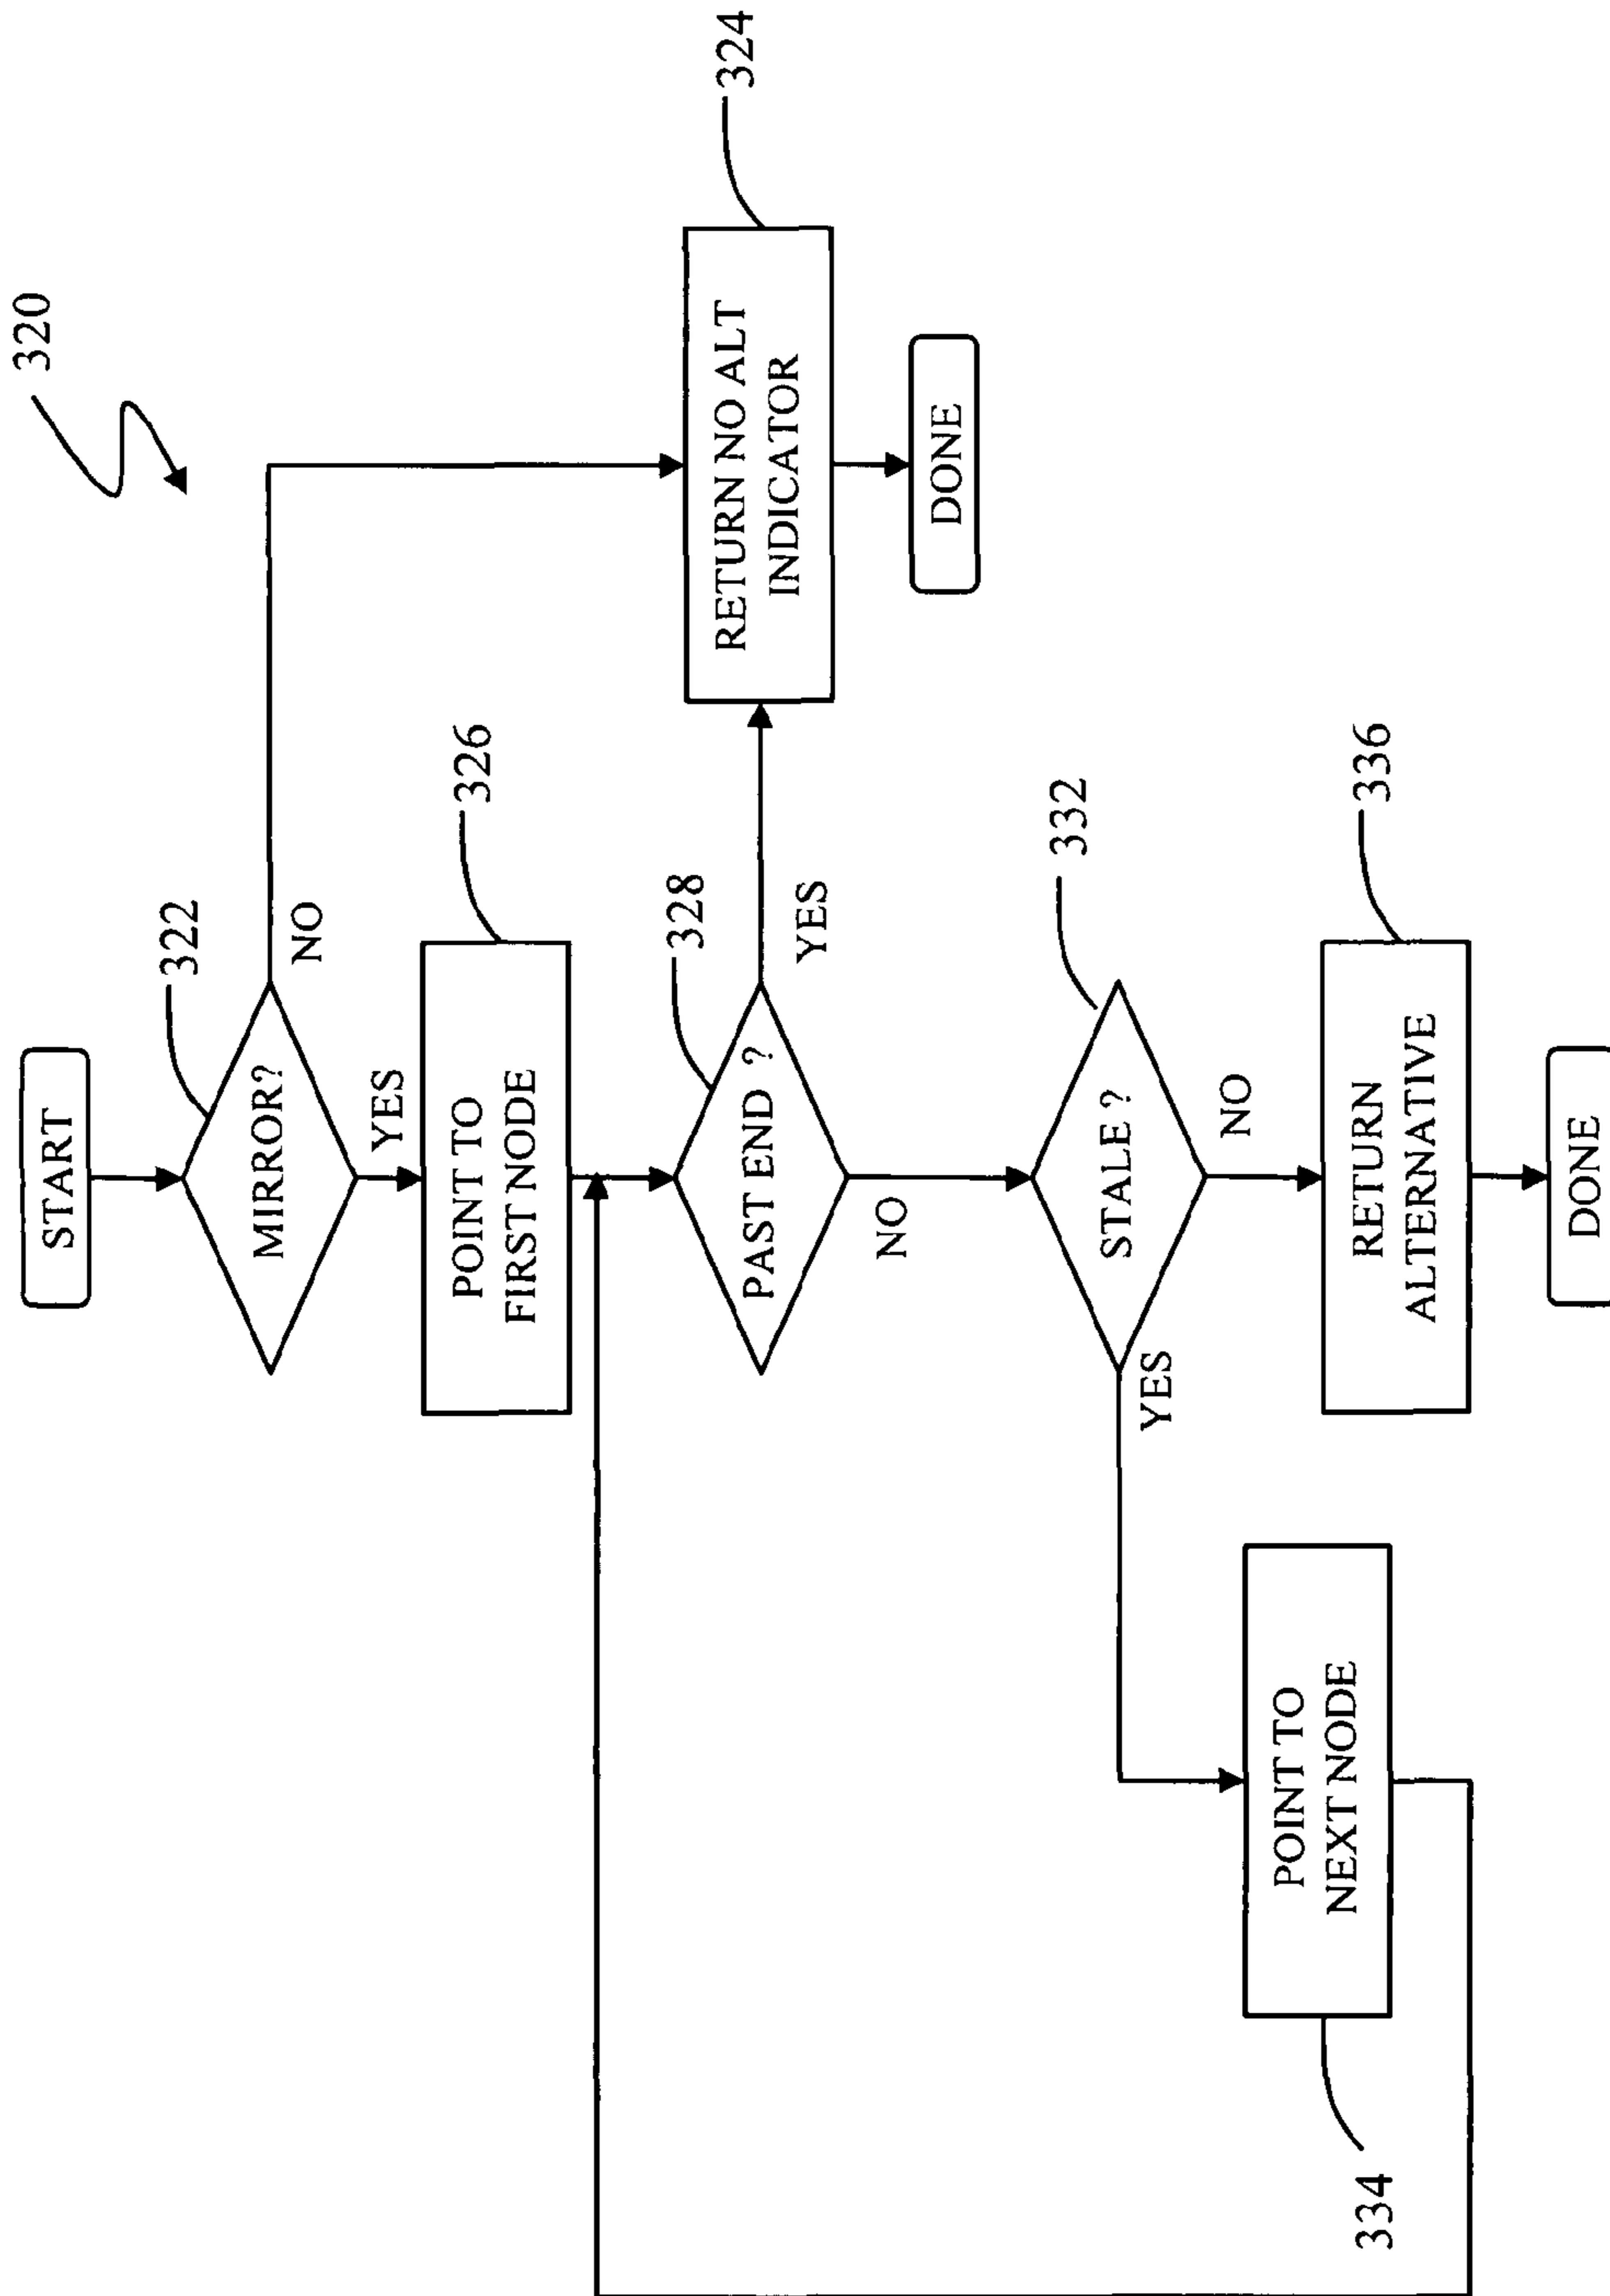 320
START
322
MIRROR?
NO
YES
326
POINT TO
FIRST NODE
328
PAST END ?
YES
324
RETURN NO ALT
INDICATOR
DONE
NO
332
STALE ?
YES
NO
334
POINT TO
NEXT NODE
336
RETURN
ALTERNATIVE
DONE